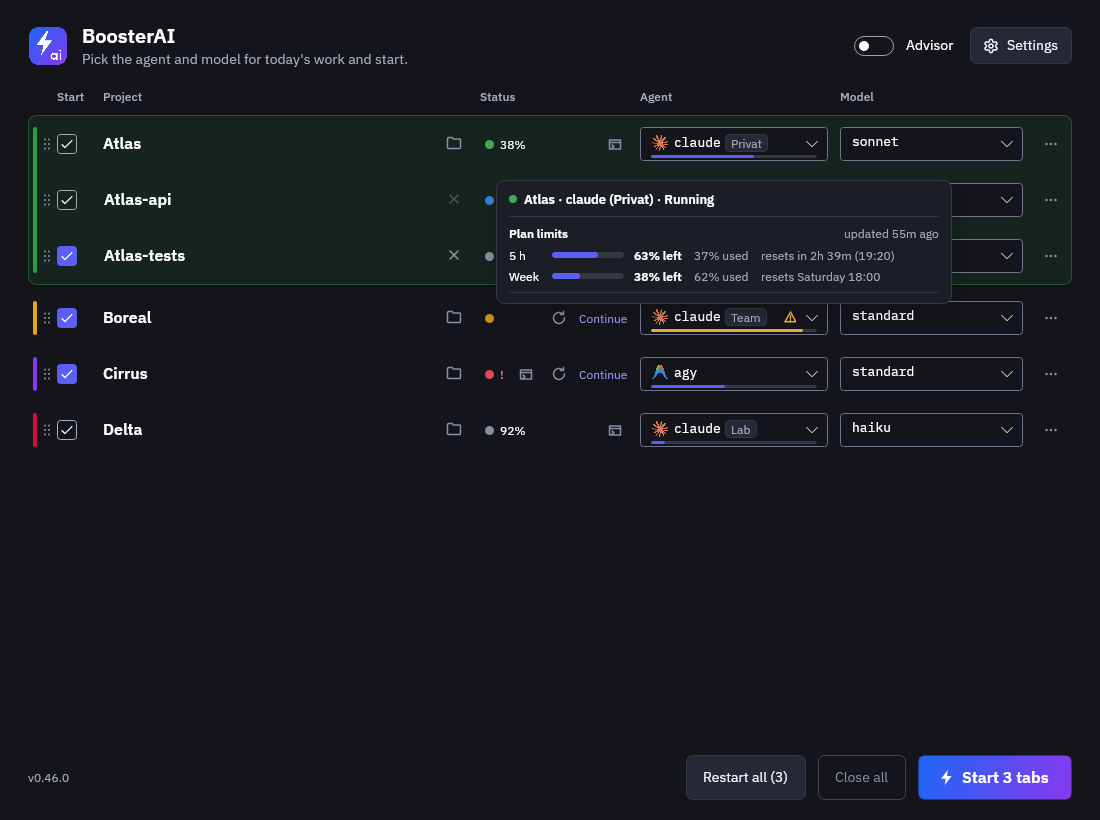 ai
BoosterAI
Pick the agent and model for today's work and start.
Advisor
Settings
Start Project Status Agent Model
Atlas 38% claude Privat sonnet
Atlas-api
Atlas · claude (Privat) · Running
Plan limits updated 55m ago
Atlas-tests
5 h 63% left 37% used resets in 2h 39m (19:20)
Week 38% left 62% used resets Saturday 18:00
Boreal Continue claude Team standard
Cirrus ! Continue agy standard
Delta 92% claude Lab haiku
v0.46.0
Restart all (3)
Close all
Start 3 tabs